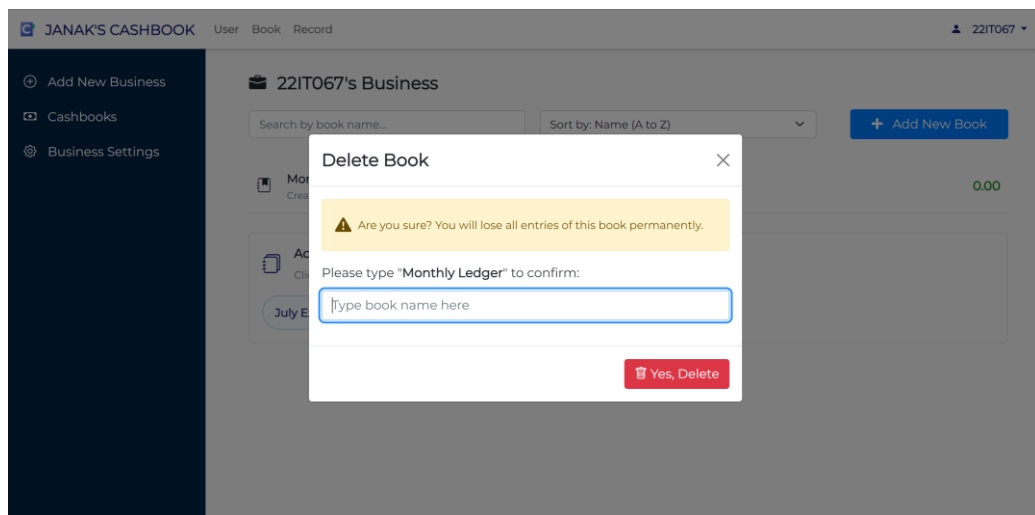 JANAK'S CASHBOOK User Book Record 22IT067
Add New Business
Cashbooks
Business Settings
22IT067's Business
Search by book name... Sort by: Name (A to Z) + Add New Book
0.00
Delete Book
Are you sure? You will lose all entries of this book permanently.
Please type "Monthly Ledger" to confirm:
Type book name here
Yes, Delete
July